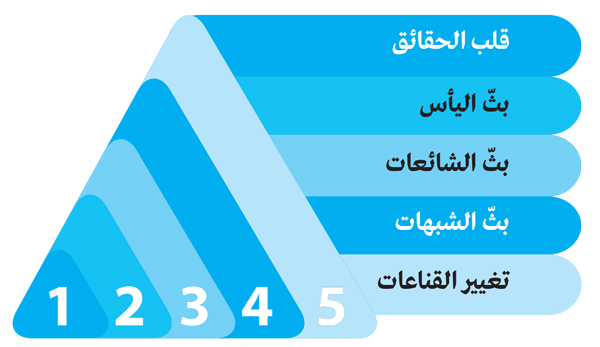 قلب الحقائق
بثّ اليأس
بثّ الشائعات
بثّ الشبهات
تغيير القناعات
1 2 3 4 5